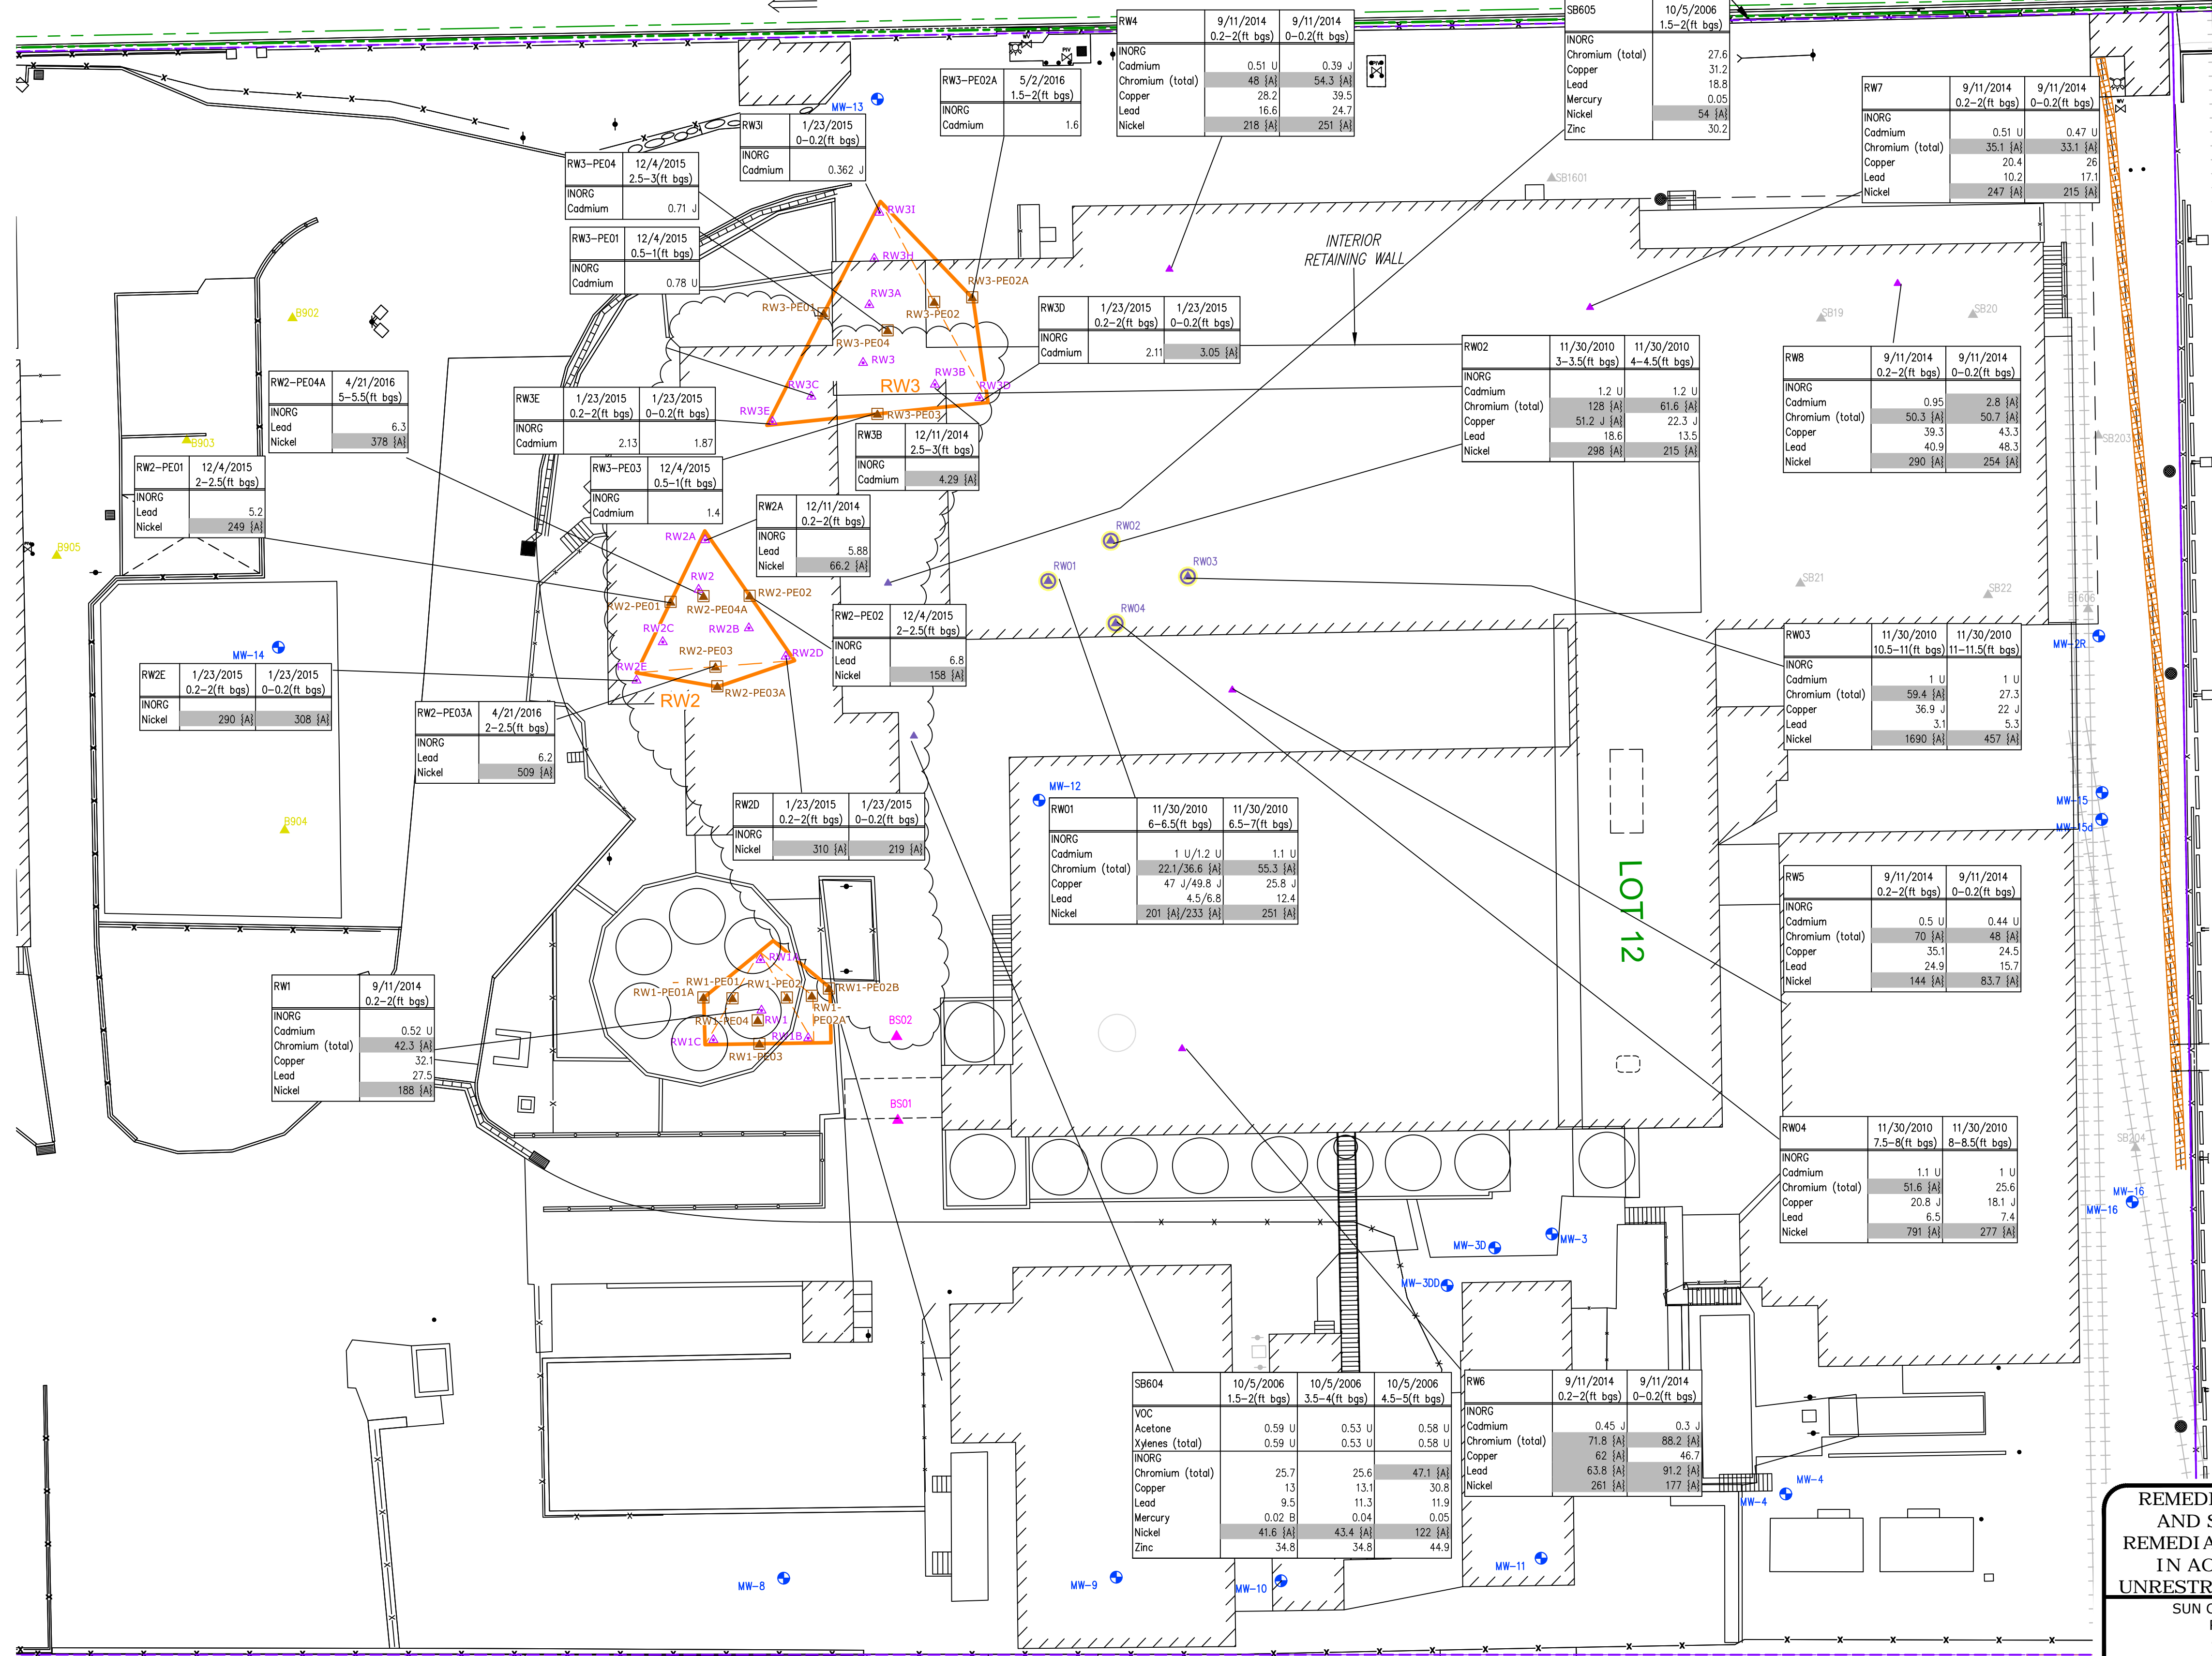 RW4 9/11/2014 9/11/2014
0.2-2(ft bgs) 0-0.2(ft bgs)
INORG
Cadmium 0.51 U 0.39 J
Chromium (total) 48 {A} 54.3 {A}
Copper 28.2 39.5
Lead 16.6 24.7
Nickel 218 {A} 251 {A}
SB605 10/5/2006
1.5-2(ft bgs)
INORG
Chromium (total) 27.6
Copper 31.2
Lead 18.8
Mercury 0.05
Nickel 54 {A}
Zinc 30.2
RW3-PE02A 5/2/2016
1.5-2(ft bgs)
INORG
Cadmium 1.6
RW7 9/11/2014 9/11/2014
0.2-2(ft bgs) 0-0.2(ft bgs)
INORG
Cadmium 0.51 U 0.47 U
Chromium (total) 35.1 {A} 33.1 {A}
Copper 20.4 26
Lead 10.2 17.1
Nickel 247 {A} 215 {A}
MW-13
RW3I 1/23/2015
0-0.2(ft bgs)
INORG
Cadmium 0.362 J
RW3-PE04 12/4/2015
2.5-3(ft bgs)
INORG
Cadmium 0.71 J
SB1601
RW3-PE01 12/4/2015
0.5-1(ft bgs)
INORG
Cadmium 0.78 U
RW3I
INTERIOR
RETAINING WALL
RW3H
RW3-PE02A
RW3A
RW3-PE01
RW3-PE02
RW3-PE04
B902
SB19
SB20
RW3D 1/23/2015 1/23/2015
0.2-2(ft bgs) 0-0.2(ft bgs)
INORG
Cadmium 2.11 3.05 {A}
RW02 11/30/2010 11/30/2010
3-3.5(ft bgs) 4-4.5(ft bgs)
INORG
Cadmium 1.2 U 1.2 U
Chromium (total) 128 {A} 61.6 {A}
Copper 51.2 J {A} 22.3 J
Lead 18.6 13.5
Nickel 298 {A} 215 {A}
RW8 9/11/2014 9/11/2014
0.2-2(ft bgs) 0-0.2(ft bgs)
INORG
Cadmium 0.95 2.8 {A}
Chromium (total) 50.3 {A} 50.7 {A}
Copper 39.3 43.3
Lead 40.9 48.3
Nickel 290 {A} 254 {A}
RW3
RW3B
RW3
RW3C
RW3D
RW3E
RW3-PE03
RW2-PE04A 4/21/2016
5-5.5(ft bgs)
INORG
Lead 6.3
Nickel 378 {A}
RW3E 1/23/2015 1/23/2015
0.2-2(ft bgs) 0-0.2(ft bgs)
INORG
Cadmium 2.13 1.87
RW3B 12/11/2014
2.5-3(ft bgs)
INORG
Cadmium 4.29 {A}
B903
SB203
RW2-PE01 12/4/2015
2-2.5(ft bgs)
INORG
Lead 5.2
Nickel 249 {A}
RW3-PE03 12/4/2015
0.5-1(ft bgs)
INORG
Cadmium 1.4
RW2A 12/11/2014
0.2-2(ft bgs)
INORG
Lead 5.88
Nickel 66.2 {A}
B905
RW2A
RW02
RW01
RW03
RW04
SB21
SB22
RW2
RW2-PE01
RW2-PE04A
RW2-PE02
RW2C
RW2B
RW2-PE03
RW2D
RW2E
RW2-PE03A
RW2
RW2-PE02 12/4/2015
2-2.5(ft bgs)
INORG
Lead 6.8
Nickel 158 {A}
RW03 11/30/2010 11/30/2010
10.5-11(ft bgs) 11-11.5(ft bgs)
INORG
Cadmium 1 U 1 U
Chromium (total) 59.4 {A} 27.3
Copper 36.9 J 22 J
Lead 3.1 5.3
Nickel 1690 {A} 457 {A}
MW-2R
MW-14
RW2E 1/23/2015 1/23/2015
0.2-2(ft bgs) 0-0.2(ft bgs)
INORG
Nickel 290 {A} 308 {A}
RW2-PE03A 4/21/2016
2-2.5(ft bgs)
INORG
Lead 6.2
Nickel 509 {A}
RW2D 1/23/2015 1/23/2015
0.2-2(ft bgs) 0-0.2(ft bgs)
INORG
Nickel 310 {A} 219 {A}
MW-12
RW01 11/30/2010 11/30/2010
6-6.5(ft bgs) 6.5-7(ft bgs)
INORG
Cadmium 1 U/1.2 U 1.1 U
Chromium (total) 22.1/36.6 {A} 55.3 {A}
Copper 47 J/49.8 J 25.8 J
Lead 4.5/6.8 12.4
Nickel 201 {A}/233 {A} 251 {A}
MW-15
MW-15d
B904
LOT 12
RW5 9/11/2014 9/11/2014
0.2-2(ft bgs) 0-0.2(ft bgs)
INORG
Cadmium 0.5 U 0.44 U
Chromium (total) 70 {A} 48 {A}
Copper 35.1 24.5
Lead 24.9 15.7
Nickel 144 {A} 83.7 {A}
RW1 9/11/2014
0.2-2(ft bgs)
INORG
Cadmium 0.52 U
Chromium (total) 42.3 {A}
Copper 32.1
Lead 27.5
Nickel 188 {A}
RW1A
RW1-PE01
RW1-PE02
RW1-PE02B
RW1-PE01A
RW1-
PE02A
RW1-PE04
RW1
RW1C
RW1B
RW1-PE03
BS02
BS01
RW04 11/30/2010 11/30/2010
7.5-8(ft bgs) 8-8.5(ft bgs)
INORG
Cadmium 1.1 U 1 U
Chromium (total) 51.6 {A} 25.6
Copper 20.8 J 18.1 J
Lead 6.5 7.4
Nickel 791 {A} 277 {A}
SB204
MW-16
MW-16
MW-3D
MW-3
MW-3DD
SB604 10/5/2006 10/5/2006 10/5/2006
1.5-2(ft bgs) 3.5-4(ft bgs) 4.5-5(ft bgs)
VOC
Acetone 0.59 U 0.53 U 0.58 U
Xylenes (total) 0.59 U 0.53 U 0.58 U
INORG
Chromium (total) 25.7 25.6 47.1 {A}
Copper 13 13.1 30.8
Lead 9.5 11.3 11.9
Mercury 0.02 B 0.04 0.05
Nickel 41.6 {A} 43.4 {A} 122 {A}
Zinc 34.8 34.8 44.9
RW6 9/11/2014 9/11/2014
0.2-2(ft bgs) 0-0.2(ft bgs)
INORG
Cadmium 0.45 J 0.3 J
Chromium (total) 71.8 {A} 88.2 {A}
Copper 62 {A} 46.7
Lead 63.8 {A} 91.2 {A}
Nickel 261 {A} 177 {A}
MW-4
MW-4
MW-8
MW-9
MW-10
MW-11
REMEDI
AND S
REMEDIA
IN AC
UNRESTR
SUN C